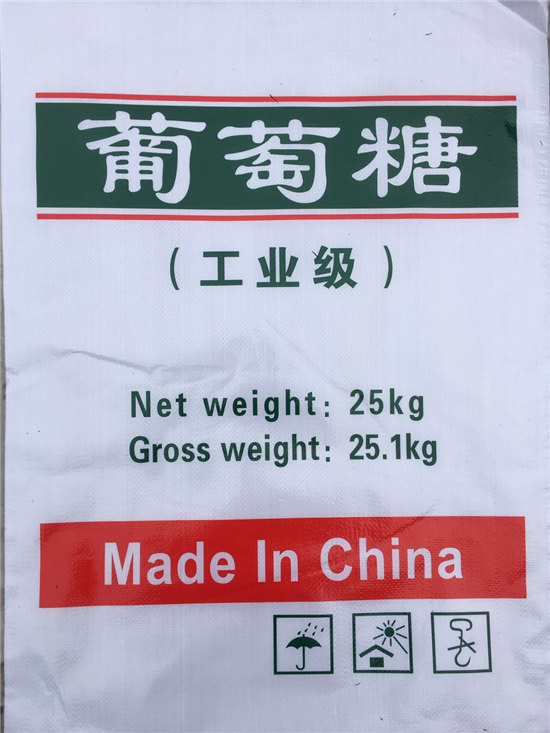 葡萄糖
（工业级）
Net weight: 25kg
Gross weight: 25.1kg
Made In China